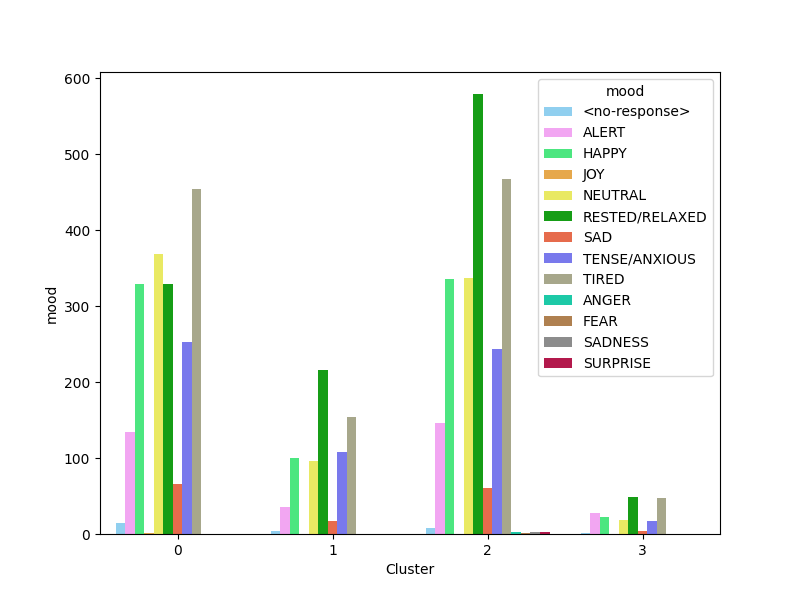 mood
<no-response>
ALERT
HAPPY
JOY
NEUTRAL
RESTED/RELAXED
SAD
TENSE/ANXIOUS
TIRED
ANGER
FEAR
SADNESS
SURPRISE
600
500
400
300
200
100
0
mood
0 1 2 3
Cluster